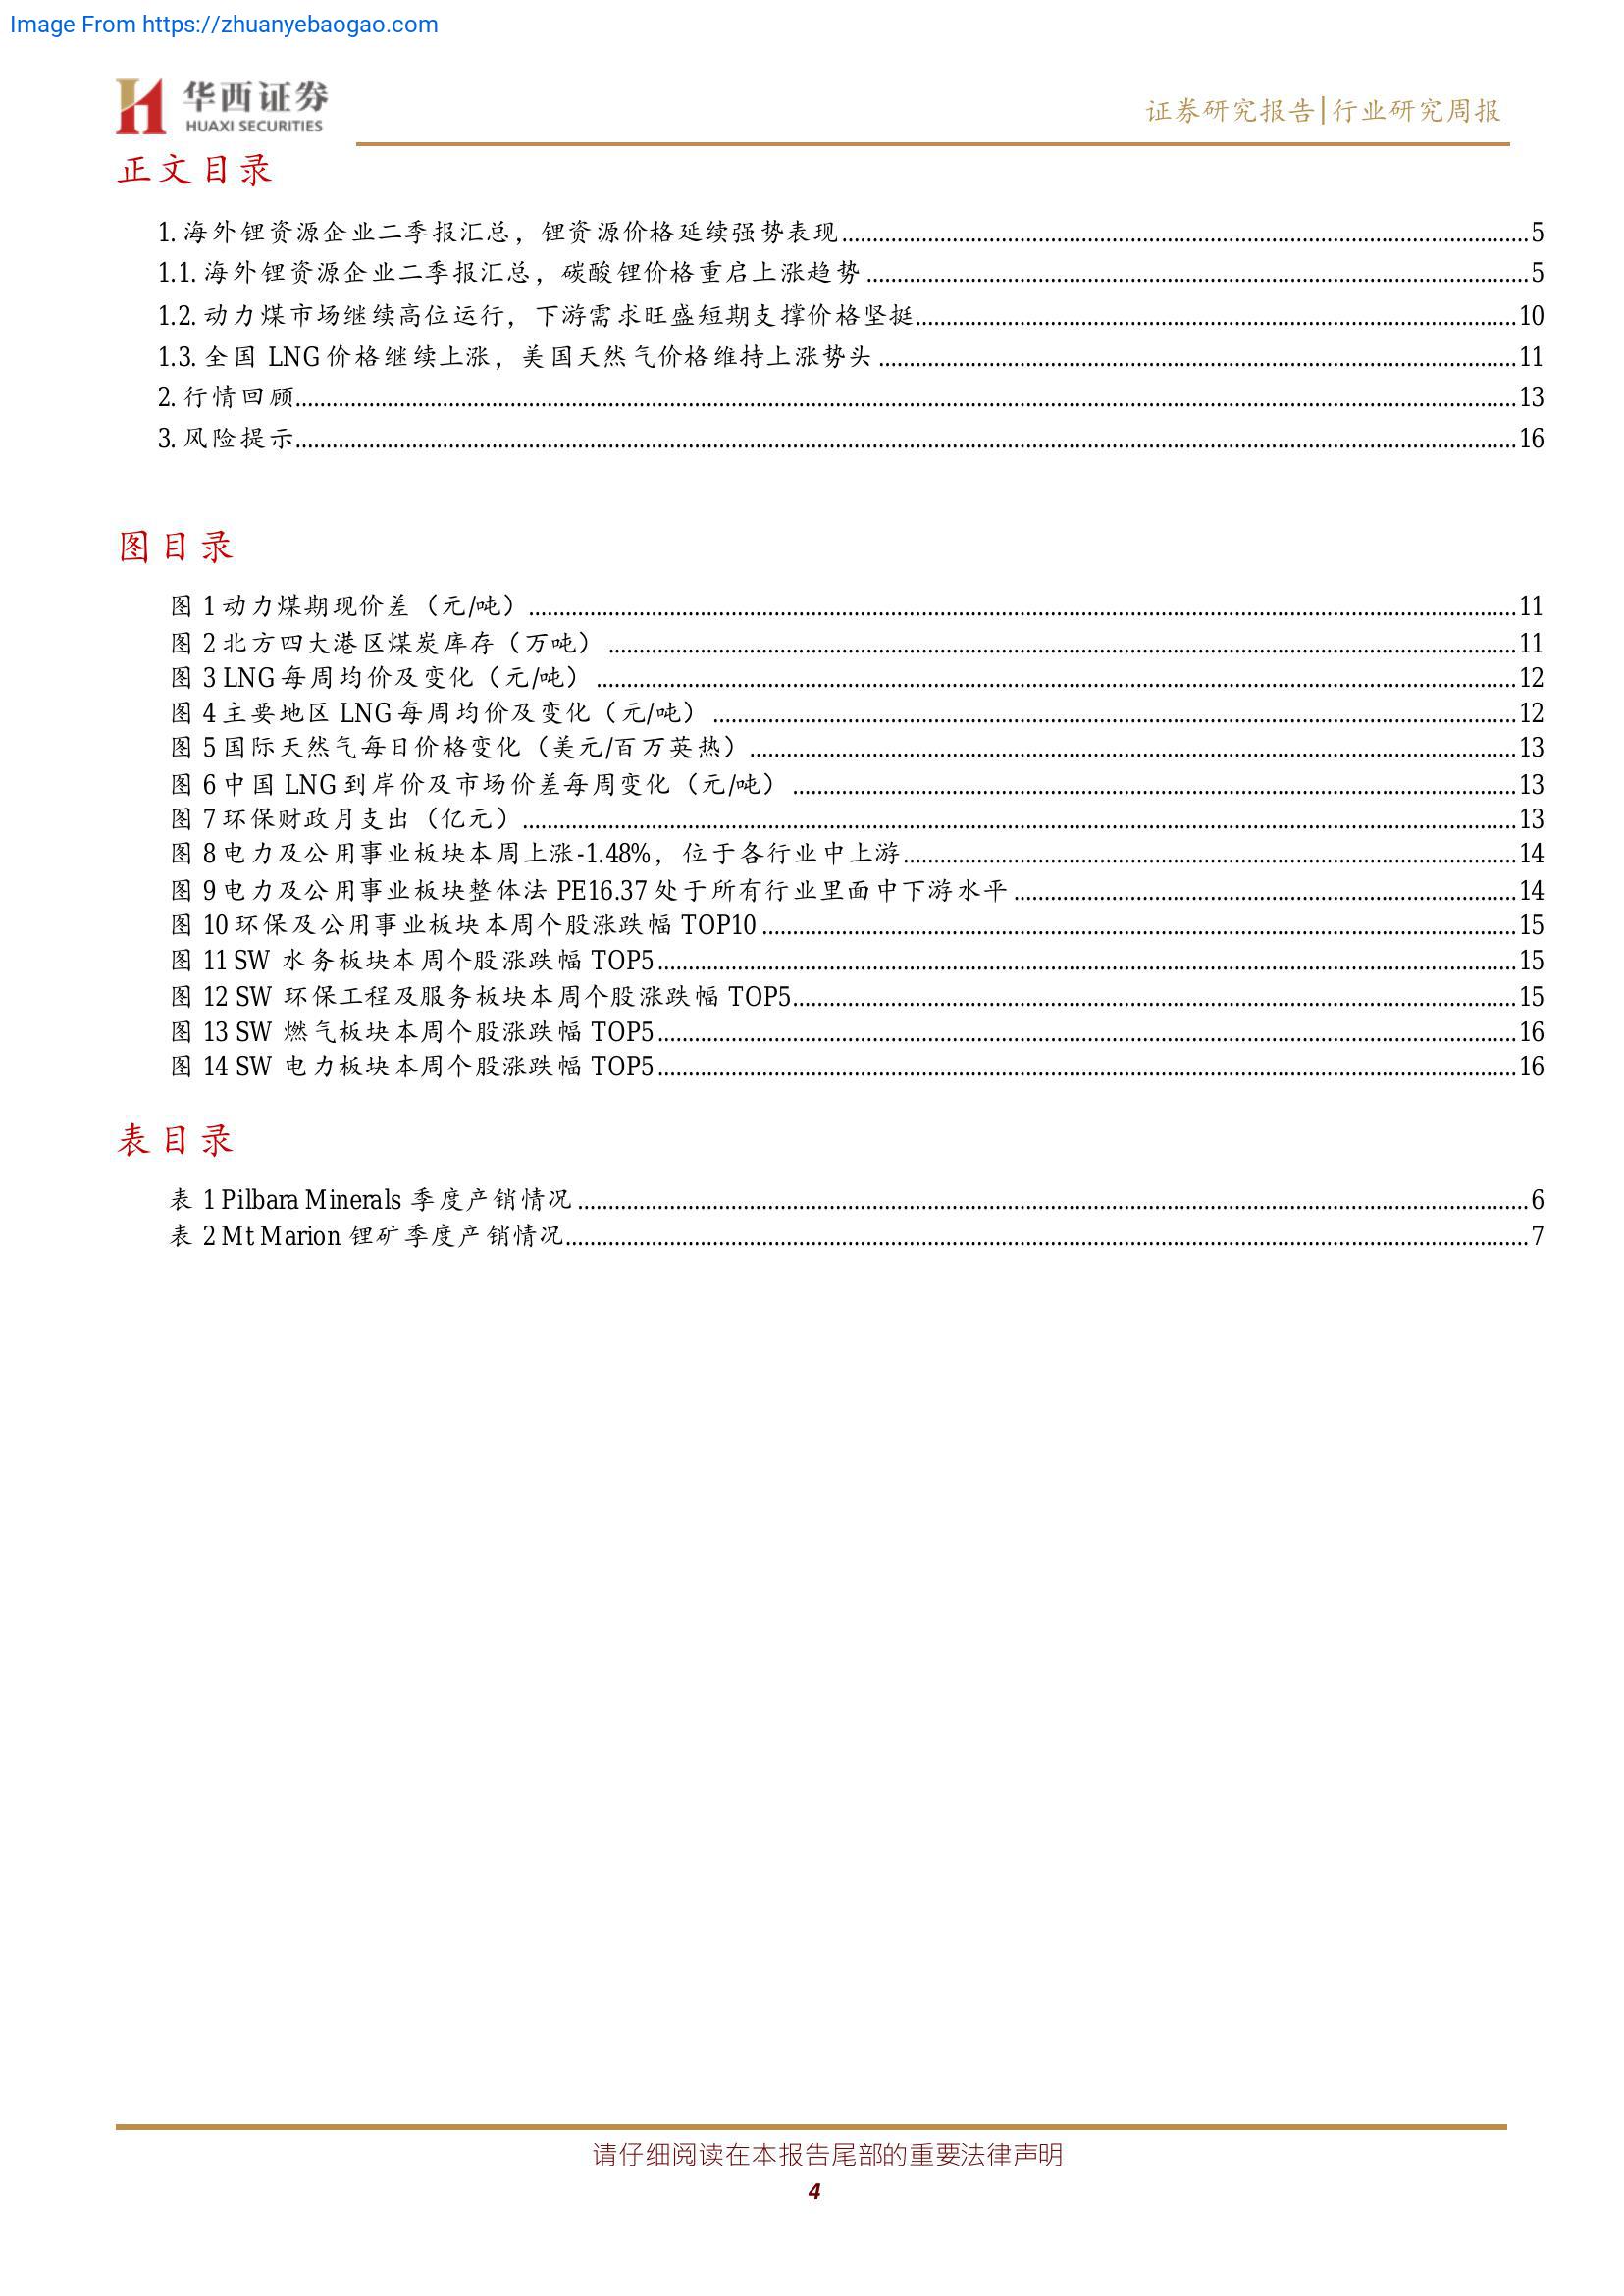 Image From https://zhuanyebaogao.com
华西证券
HUAXI SECURITIES
证券研究报告|行业研究周报
正文目录
1. 海外锂资源企业二季报汇总，锂资源价格延续强势表现....................5
1.1. 海外锂资源企业二季报汇总，碳酸锂价格重启上涨趋势....................5
1.2. 动力煤市场继续高位运行，下游需求旺盛短期支撑价格坚挺....................10
1.3. 全国 LNG 价格继续上涨，美国天然气价格维持上涨势头....................11
2. 行情回顾....................13
3. 风险提示....................16
图目录
图 1 动力煤期现价差（元/吨）....................11
图 2 北方四大港区煤炭库存（万吨）....................11
图 3 LNG 每周均价及变化（元/吨）....................12
图 4 主要地区 LNG 每周均价及变化（元/吨）....................12
图 5 国际天然气每日价格变化（美元/百万英热）....................13
图 6 中国 LNG 到岸价及市场价差每周变化（元/吨）....................13
图 7 环保财政月支出（亿元）....................13
图 8 电力及公用事业板块本周上涨-1.48%，位于各行业中上游....................14
图 9 电力及公用事业板块整体法 PE16.37 处于所有行业里面中下游水平....................14
图 10 环保及公用事业板块本周个股涨跌幅 TOP10....................15
图 11 SW 水务板块本周个股涨跌幅 TOP5....................15
图 12 SW 环保工程及服务板块本周个股涨跌幅 TOP5....................15
图 13 SW 燃气板块本周个股涨跌幅 TOP5....................16
图 14 SW 电力板块本周个股涨跌幅 TOP5....................16
表目录
表 1 Pilbara Minerals 季度产销情况....................6
表 2 Mt Marion 锂矿季度产销情况....................7
请仔细阅读在本报告尾部的重要法律声明
4